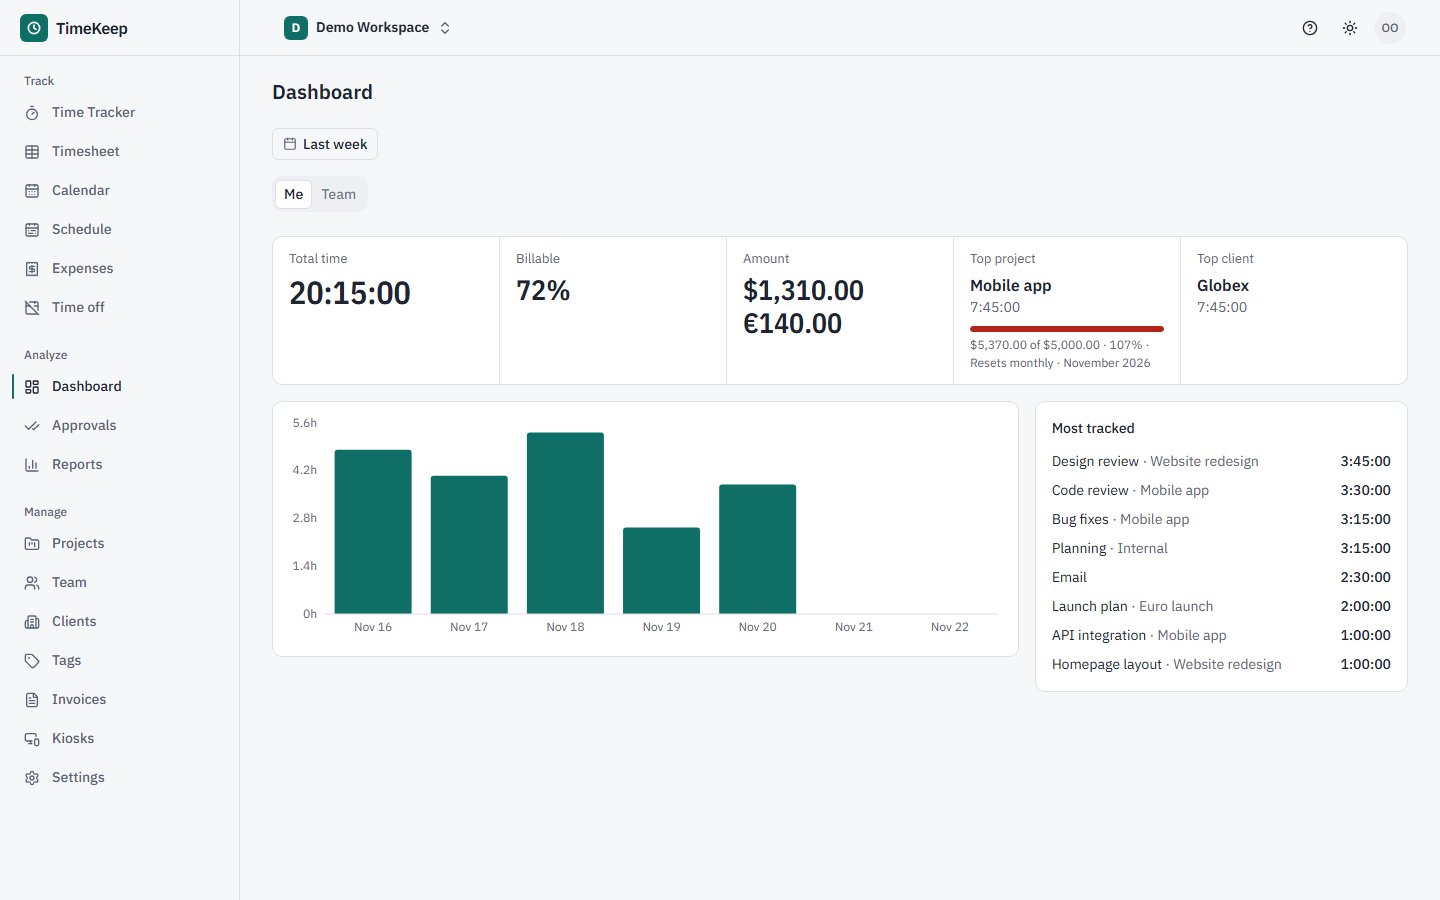 TimeKeep
D Demo Workspace
OO
Track
Time Tracker
Timesheet
Calendar
Schedule
Expenses
Time off
Analyze
Dashboard
Approvals
Reports
Manage
Projects
Team
Clients
Tags
Invoices
Kiosks
Settings
Dashboard
Last week
Me Team
Total time
20:15:00
Billable
72%
Amount
$1,310.00
€140.00
Top project
Mobile app
7:45:00
$5,370.00 of $5,000.00 · 107% ·
Resets monthly · November 2026
Top client
Globex
7:45:00
5.6h
4.2h
2.8h
1.4h
0h
Nov 16 Nov 17 Nov 18 Nov 19 Nov 20 Nov 21 Nov 22
Most tracked
Design review · Website redesign 3:45:00
Code review · Mobile app 3:30:00
Bug fixes · Mobile app 3:15:00
Planning · Internal 3:15:00
Email 2:30:00
Launch plan · Euro launch 2:00:00
API integration · Mobile app 1:00:00
Homepage layout · Website redesign 1:00:00